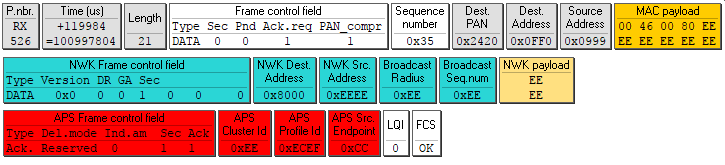 P.nbr.
RX
526
Time (us)
+119984
=100997804
Length
21
Frame control field
Type Sec Pnd Ack.req PAN_compr
DATA 0 0 1 1
Sequence
number
0x35
Dest.
PAN
0x2420
Dest.
Address
0x0FF0
Source
Address
0x0999
MAC payload
00 46 00 80 EE
EE EE EE EE EE
NWK Frame control field
Type Version DR GA Sec
DATA 0x0 0 0 1 0 0 0
NWK Dest.
Address
0x8000
NWK Src.
Address
0xEEEE
Broadcast
Radius
0xEE
Broadcast
Seq.num
0xEE
NWK payload
EE
EE
APS Frame control field
Type Del.mode Ind.am Sec Ack
Ack. Reserved 0 1 1
APS
Cluster Id
0xEE
APS
Profile Id
0xECEF
APS Src.
Endpoint
0xCC
LQI
0
FCS
OK